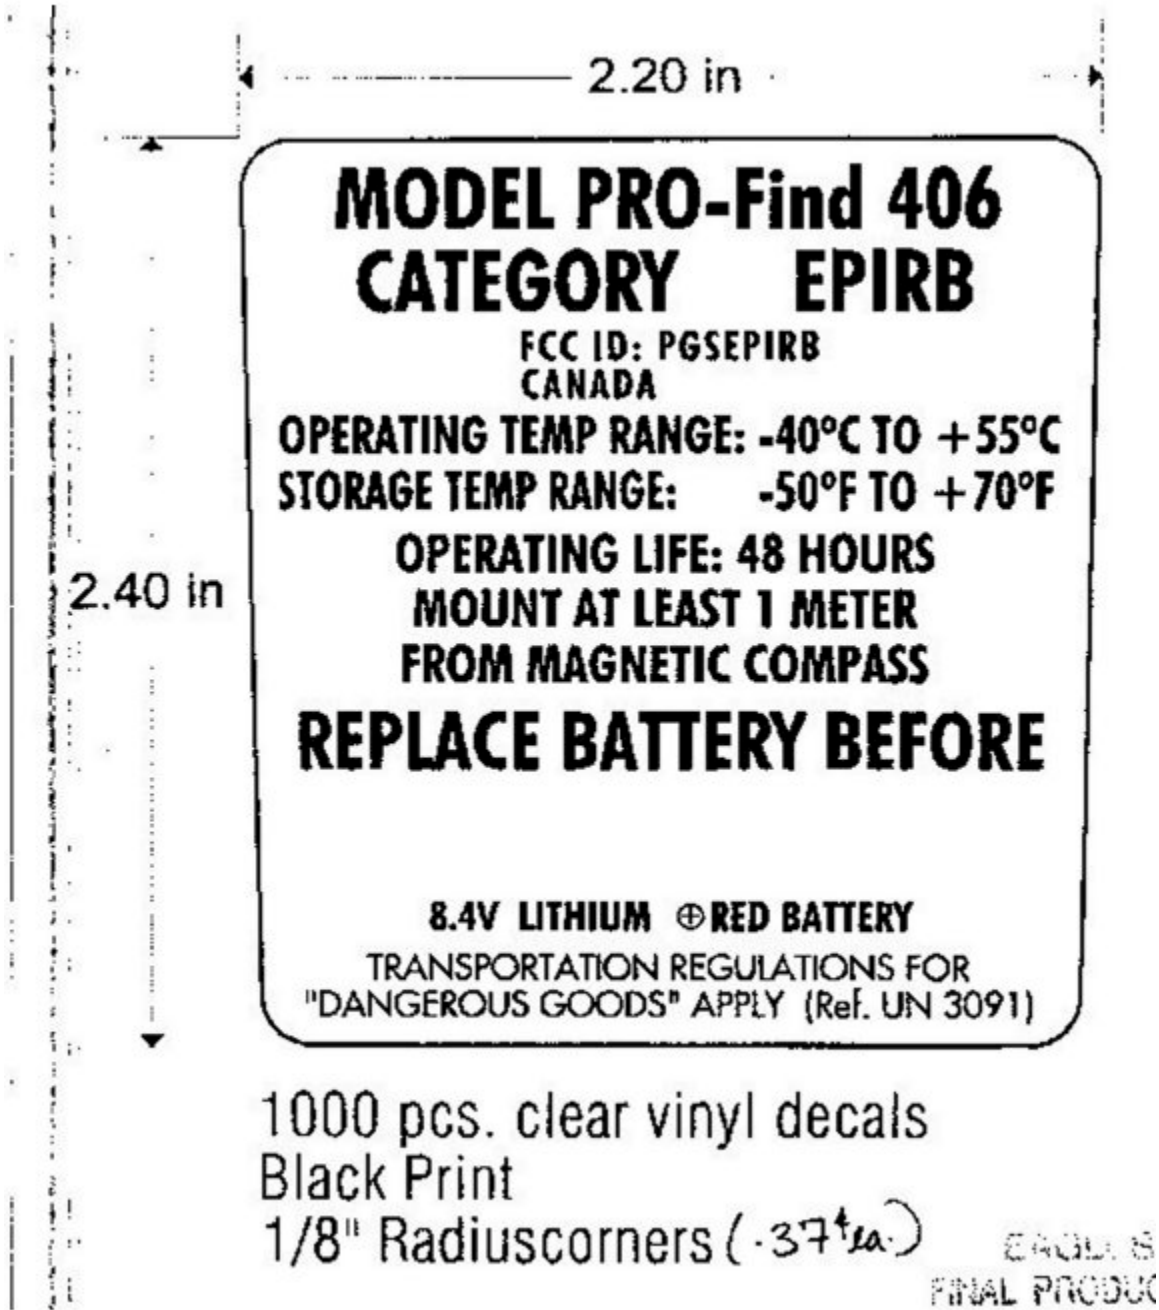 2.20 in
MODEL PRO-Find 406
CATEGORY EPIRB
FCC ID: PGSEPIRB
CANADA
OPERATING TEMP RANGE: -40°C TO +55°C
STORAGE TEMP RANGE: -50°F TO +70°F
2.40 in
OPERATING LIFE: 48 HOURS
MOUNT AT LEAST 1 METER
FROM MAGNETIC COMPASS
REPLACE BATTERY BEFORE
8.4V LITHIUM ⊕RED BATTERY
TRANSPORTATION REGULATIONS FOR
"DANGEROUS GOODS" APPLY (Ref. UN 3091)
1000 pcs. clear vinyl decals
Black Print
1/8" Radiuscorners (.37¢ea.)
FINAL